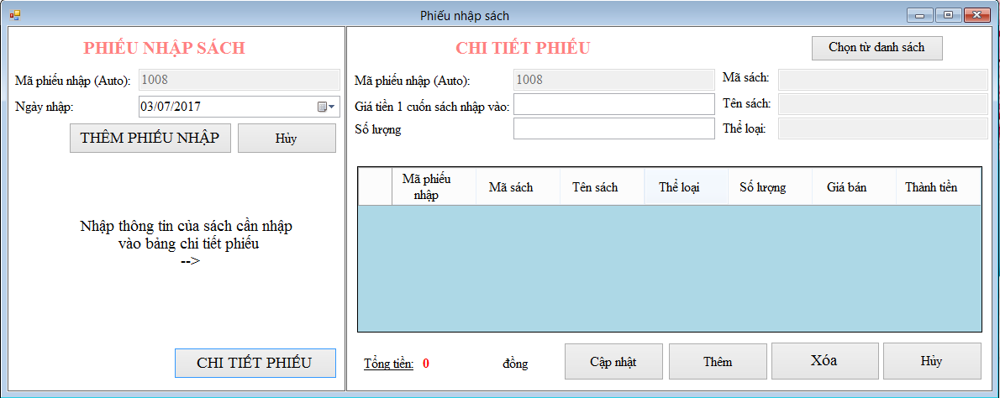 Phiếu nhập sách
PHIẾU NHẬP SÁCH
Mã phiếu nhập (Auto): 1008
Ngày nhập: 03/07/2017
THÊM PHIẾU NHẬP Hủy
Nhập thông tin của sách cần nhập
vào bảng chi tiết phiếu
-->
CHI TIẾT PHIẾU
CHI TIẾT PHIẾU Chọn từ danh sách
Mã phiếu nhập (Auto): 1008 Mã sách:
Giá tiền 1 cuốn sách nhập vào: Tên sách:
Số lượng Thể loại:
Mã phiếu
nhập Mã sách Tên sách Thể loại Số lượng Giá bán Thành tiền
Tổng tiền: 0 đồng Cập nhật Thêm Xóa Hủy